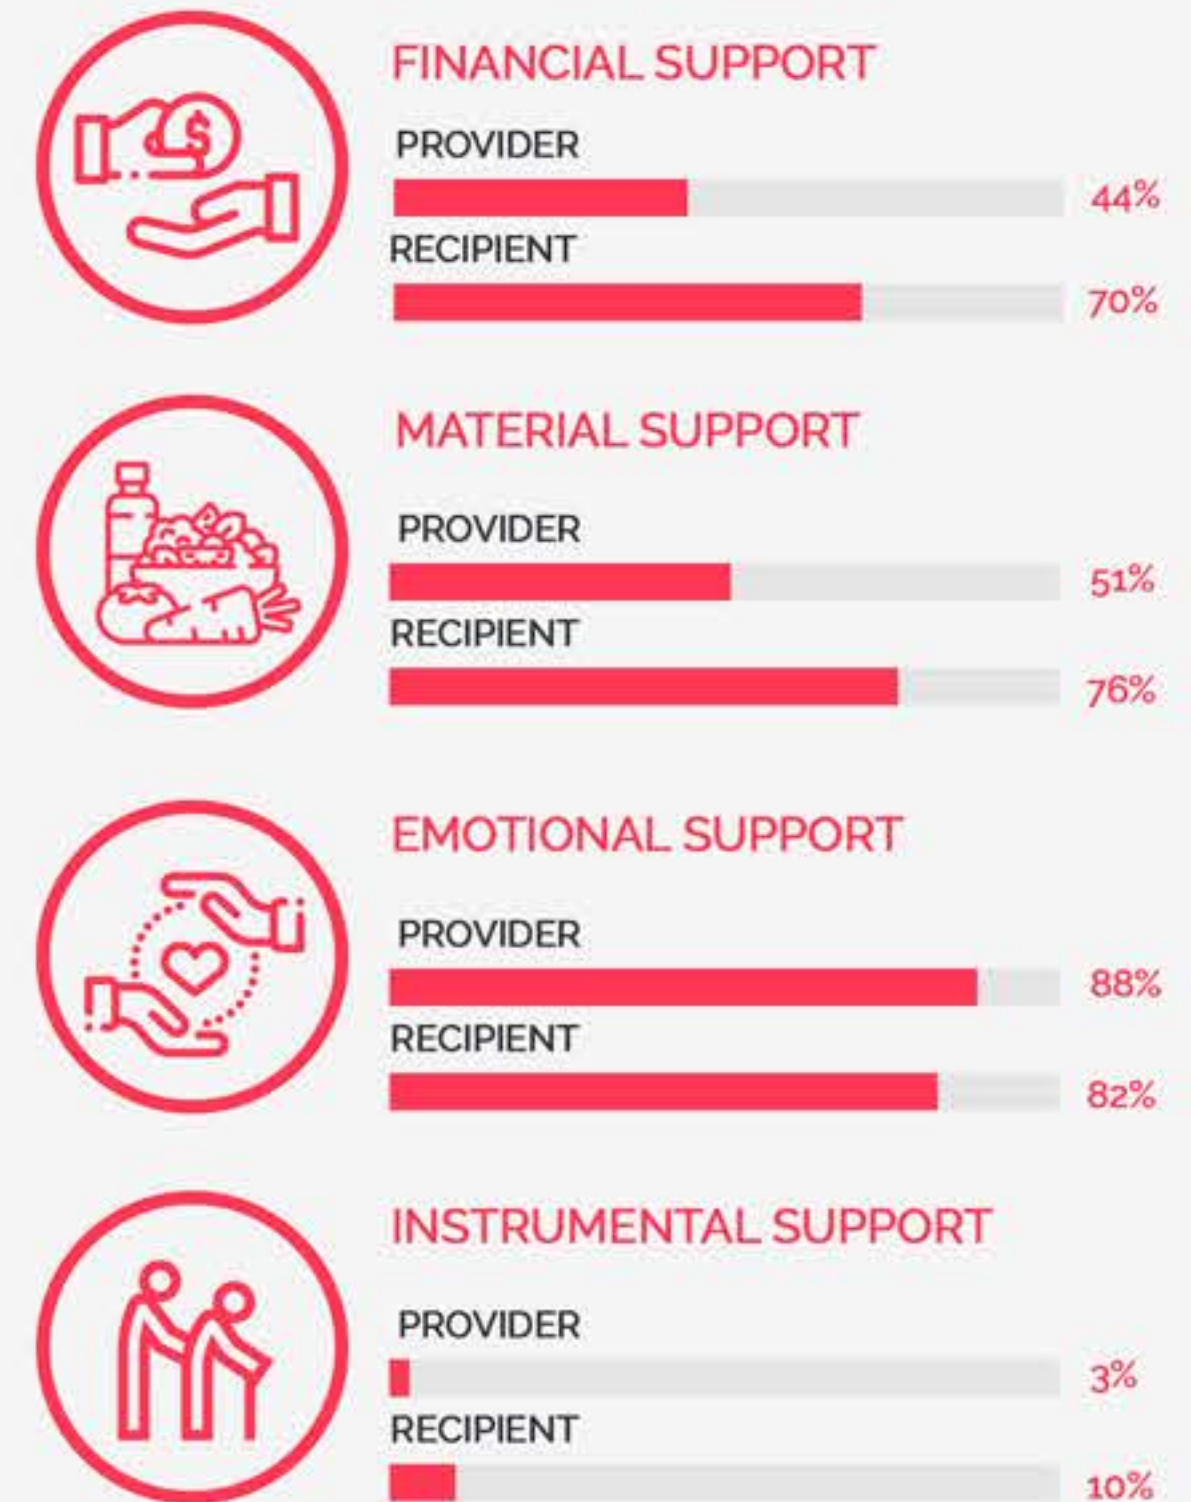 FINANCIAL SUPPORT
PROVIDER
44%
RECIPIENT
70%
MATERIAL SUPPORT
PROVIDER
51%
RECIPIENT
76%
EMOTIONAL SUPPORT
PROVIDER
88%
RECIPIENT
82%
INSTRUMENTAL SUPPORT
PROVIDER
3%
RECIPIENT
10%